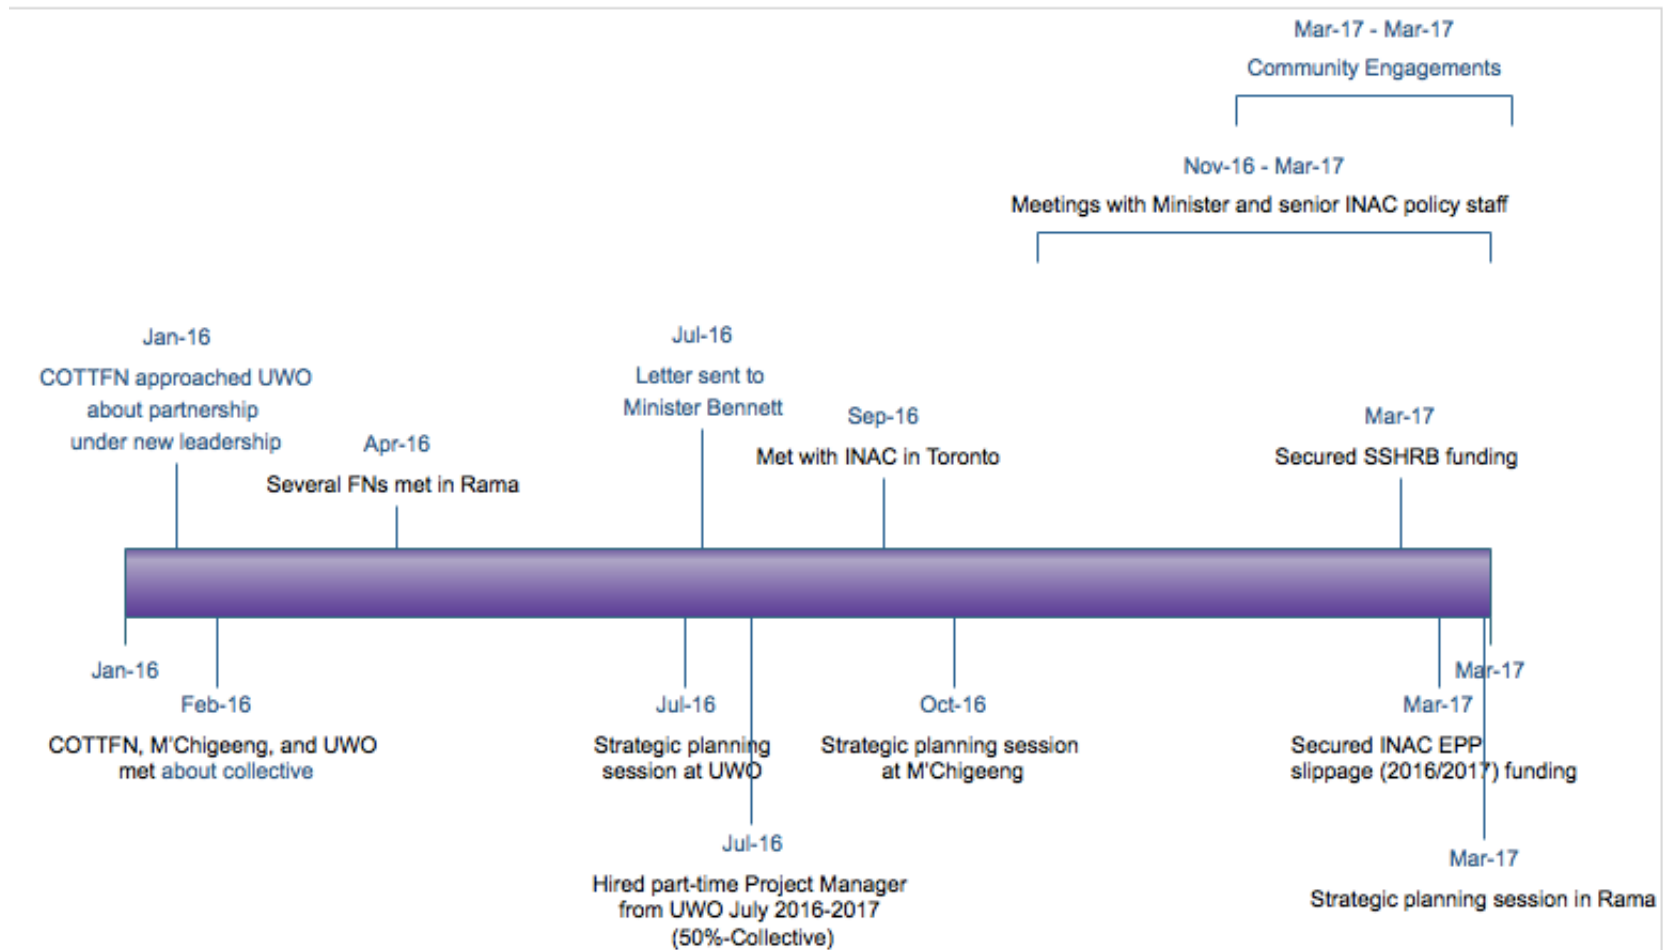 Mar-17 - Mar-17
Community Engagements
Nov-16 - Mar-17
Meetings with Minister and senior INAC policy staff
Jan-16
COTTFN approached UWO
about partnership
under new leadership
Apr-16
Several FNs met in Rama
Jul-16
Letter sent to
Minister Bennett
Sep-16
Met with INAC in Toronto
Mar-17
Secured SSHRB funding
Jan-16
Mar-17
Feb-16
COTTFN, M'Chigeeng, and UWO
met about collective
Jul-16
Strategic planning
session at UWO
Oct-16
Strategic planning session
at M'Chigeeng
Mar-17
Secured INAC EPP
slippage (2016/2017) funding
Jul-16
Hired part-time Project Manager
from UWO July 2016-2017
(50%-Collective)
Mar-17
Strategic planning session in Rama